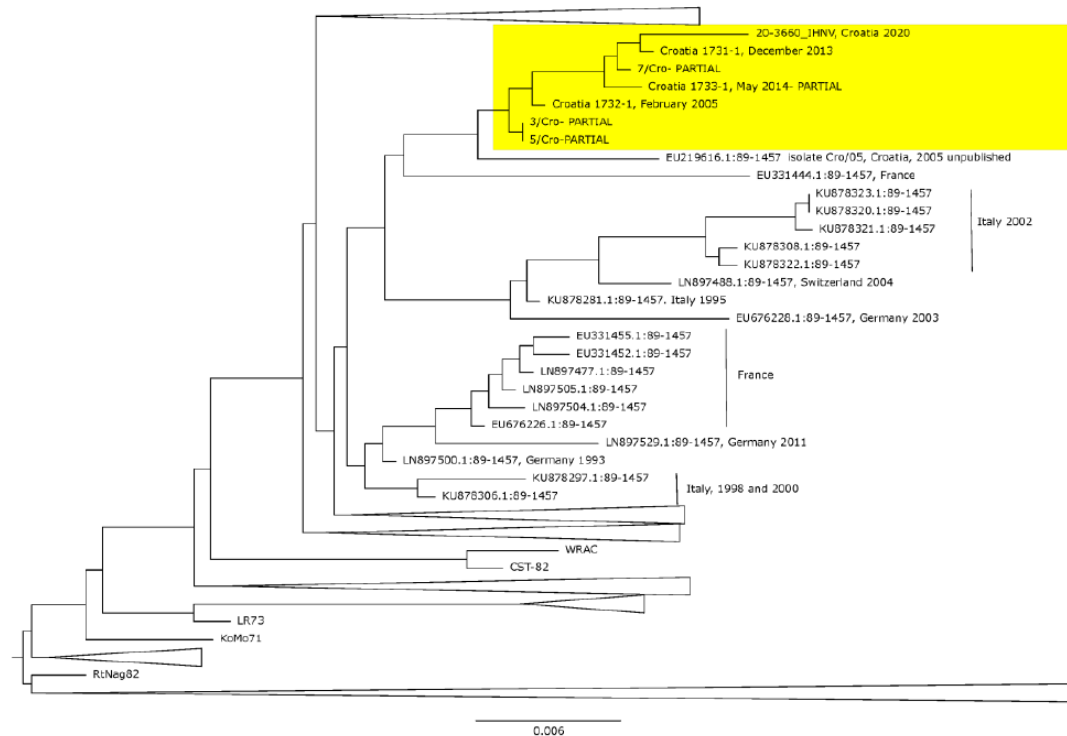 20-3660_IHNV, Croatia 2020
Croatia 1731-1, December 2013
7/Cro- PARTIAL
Croatia 1733-1, May 2014- PARTIAL
Croatia 1732-1, February 2005
3/Cro- PARTIAL
5/Cro-PARTIAL
EU219616.1:89-1457 isolate Cro/05, Croatia, 2005 unpublished
EU331444.1:89-1457, France
KU878323.1:89-1457
KU878320.1:89-1457
KU878321.1:89-1457
Italy 2002
KU878308.1:89-1457
KU878322.1:89-1457
LN897488.1:89-1457, Switzerland 2004
KU878281.1:89-1457, Italy 1995
EU676228.1:89-1457, Germany 2003
EU331455.1:89-1457
EU331452.1:89-1457
LN897477.1:89-1457
France
LN897505.1:89-1457
LN897504.1:89-1457
EU676226.1:89-1457
LN897529.1:89-1457, Germany 2011
LN897500.1:89-1457, Germany 1993
KU878297.1:89-1457
Italy, 1998 and 2000
KU878306.1:89-1457
WRAC
CST-82
LR73
KoMo71
RtNag82
0.006